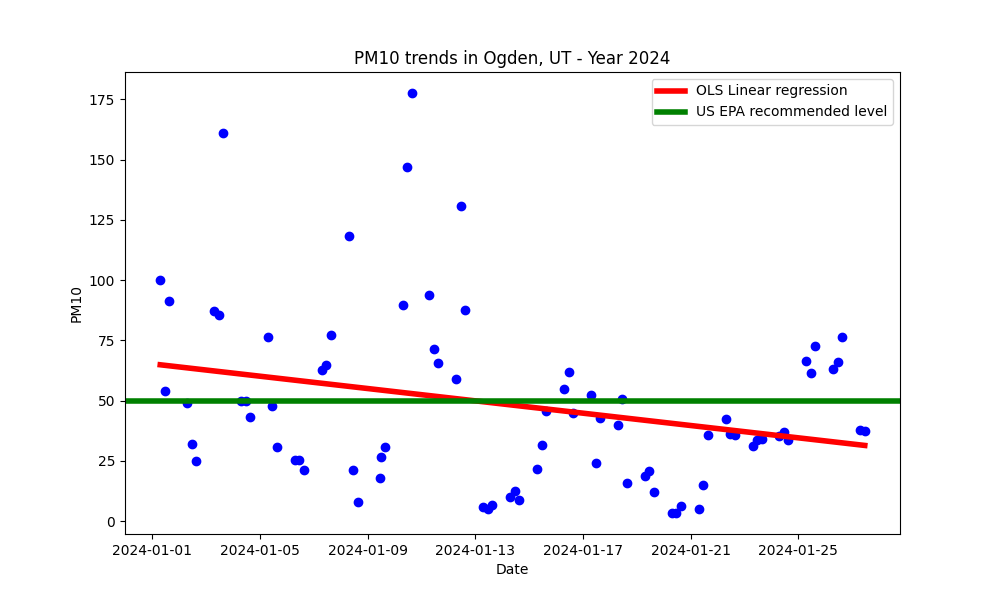 PM10 trends in Ogden, UT - Year 2024
OLS Linear regression
US EPA recommended level
175
150
125
100
75
50
25
0
PM10
2024-01-01 2024-01-05 2024-01-09 2024-01-13 2024-01-17 2024-01-21 2024-01-25
Date